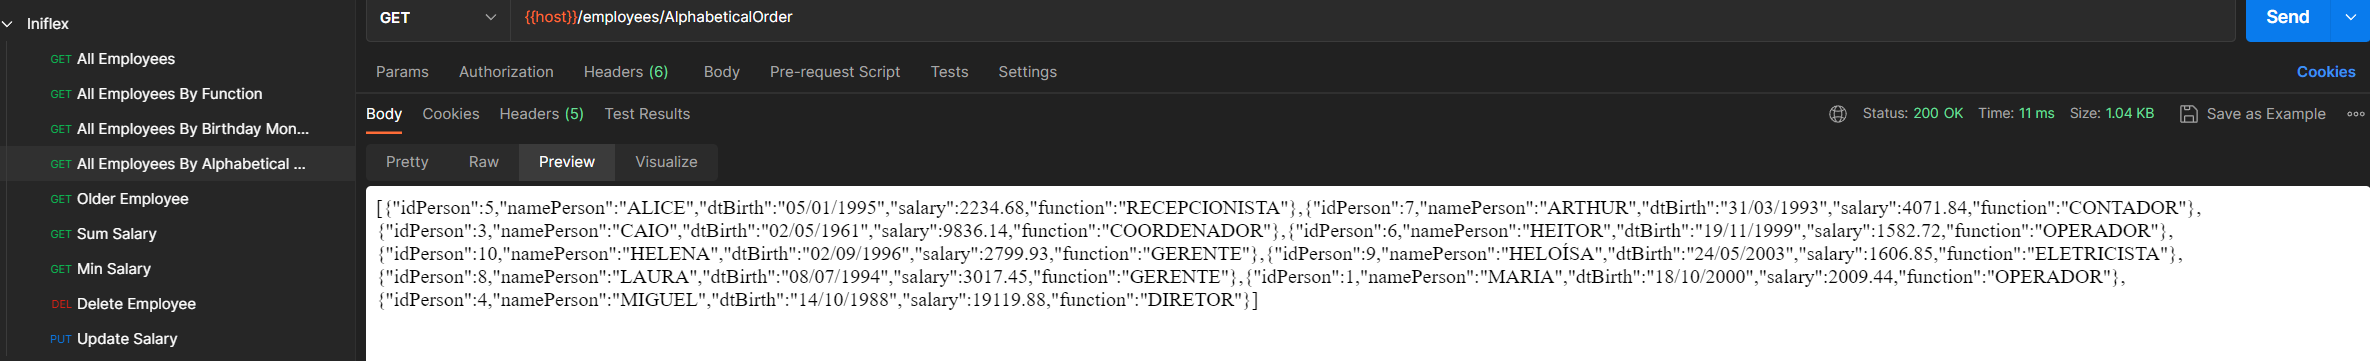 Iniflex
GET All Employees
GET All Employees By Function
GET All Employees By Birthday Mon...
GET All Employees By Alphabetical ...
GET Older Employee
GET Sum Salary
GET Min Salary
DEL Delete Employee
PUT Update Salary
GET {{host}}/employees/AlphabeticalOrder Send
Params Authorization Headers (6) Body Pre-request Script Tests Settings Cookies
Body Cookies Headers (5) Test Results Status: 200 OK Time: 11 ms Size: 1.04 KB Save as Example
Pretty Raw Preview Visualize
[{"idPerson":5,"namePerson":"ALICE","dtBirth":"05/01/1995","salary":2234.68,"function":"RECEPCIONISTA"},{"idPerson":7,"namePerson":"ARTHUR","dtBirth":"31/03/1993","salary":4071.84,"function":"CONTADOR"},
{"idPerson":3,"namePerson":"CAIO","dtBirth":"02/05/1961","salary":9836.14,"function":"COORDENADOR"},{"idPerson":6,"namePerson":"HEITOR","dtBirth":"19/11/1999","salary":1582.72,"function":"OPERADOR"},
{"idPerson":10,"namePerson":"HELENA","dtBirth":"02/09/1996","salary":2799.93,"function":"GERENTE"},{"idPerson":9,"namePerson":"HELOÍSA","dtBirth":"24/05/2003","salary":1606.85,"function":"ELETRICISTA"},
{"idPerson":8,"namePerson":"LAURA","dtBirth":"08/07/1994","salary":3017.45,"function":"GERENTE"},{"idPerson":1,"namePerson":"MARIA","dtBirth":"18/10/2000","salary":2009.44,"function":"OPERADOR"},
{"idPerson":4,"namePerson":"MIGUEL","dtBirth":"14/10/1988","salary":19119.88,"function":"DIRETOR"}]